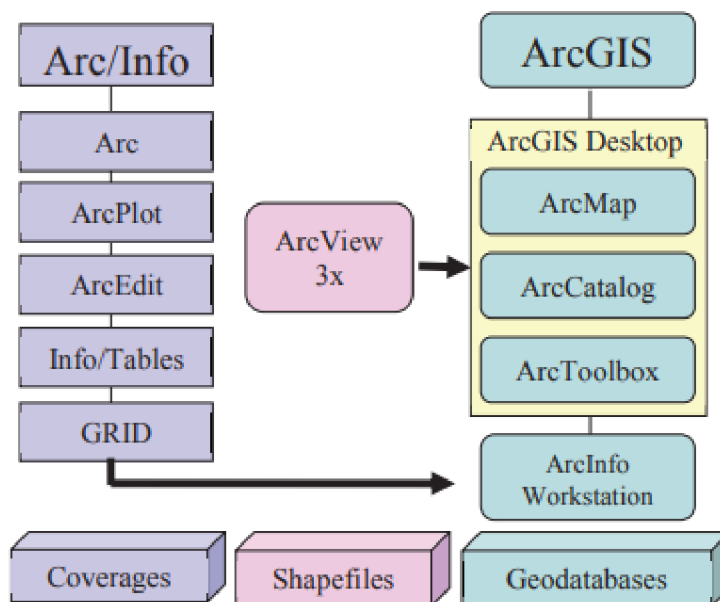 Arc/Info
Arc
ArcPlot
ArcEdit
Info/Tables
GRID
ArcView
3x
ArcGIS
ArcGIS Desktop
ArcMap
ArcCatalog
ArcToolbox
ArcInfo
Workstation
Coverages
Shapefiles
Geodatabases